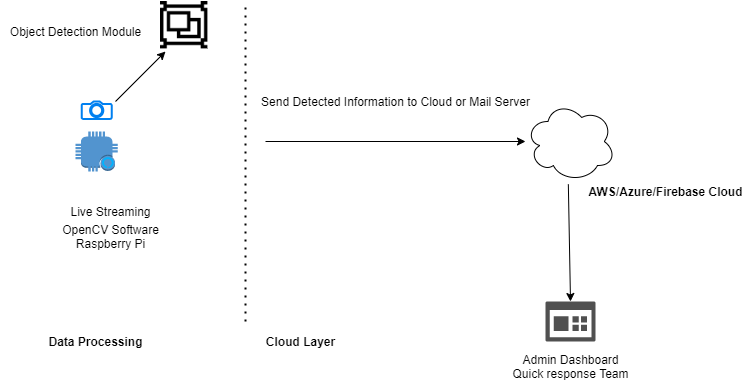 Object Detection Module
Send Detected Information to Cloud or Mail Server
AWS/Azure/Firebase Cloud
Live Streaming
OpenCV Software
Raspberry Pi
Data Processing
Cloud Layer
Admin Dashboard
Quick response Team